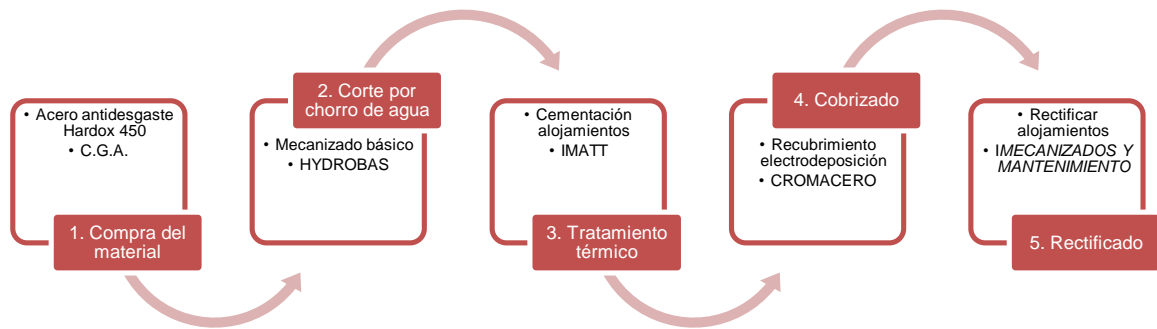 • Acero antidesgaste
Hardox 450
• C.G.A.
1. Compra del
material
2. Corte por
chorro de agua
• Mecanizado básico
• HYDROBAS
• Cementación
alojamientos
• IMATT
3. Tratamiento
térmico
4. Cobrizado
• Recubrimiento
electrodeposición
• CROMACERO
• Rectificar
alojamientos
• IMECANIZADOS Y
MANTENIMIENTO
5. Rectificado